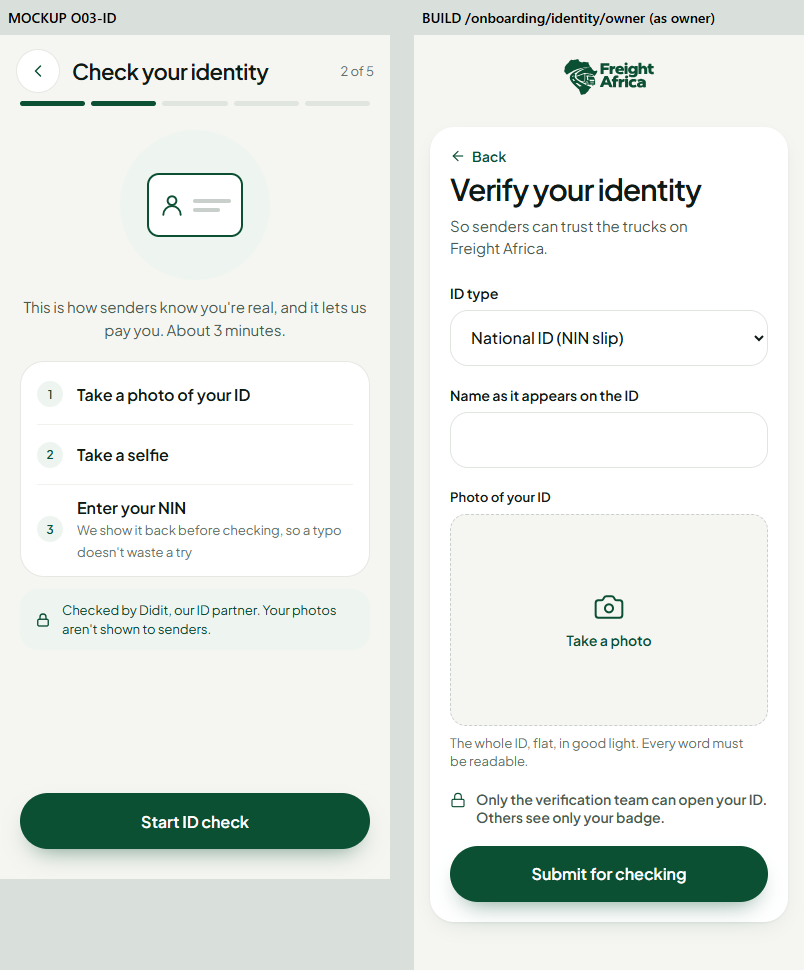 MOCKUP O03-ID
Check your identity
2 of 5
This is how senders know you're real, and it lets us
pay you. About 3 minutes.
1 Take a photo of your ID
2 Take a selfie
3 Enter your NIN
We show it back before checking, so a typo
doesn't waste a try
Checked by Didit, our ID partner. Your photos
aren't shown to senders.
Start ID check
BUILD /onboarding/identity/owner (as owner)
Freight
Africa
Back
Verify your identity
So senders can trust the trucks on
Freight Africa.
ID type
National ID (NIN slip)
Name as it appears on the ID
Photo of your ID
Take a photo
The whole ID, flat, in good light. Every word must
be readable.
Only the verification team can open your ID.
Others see only your badge.
Submit for checking